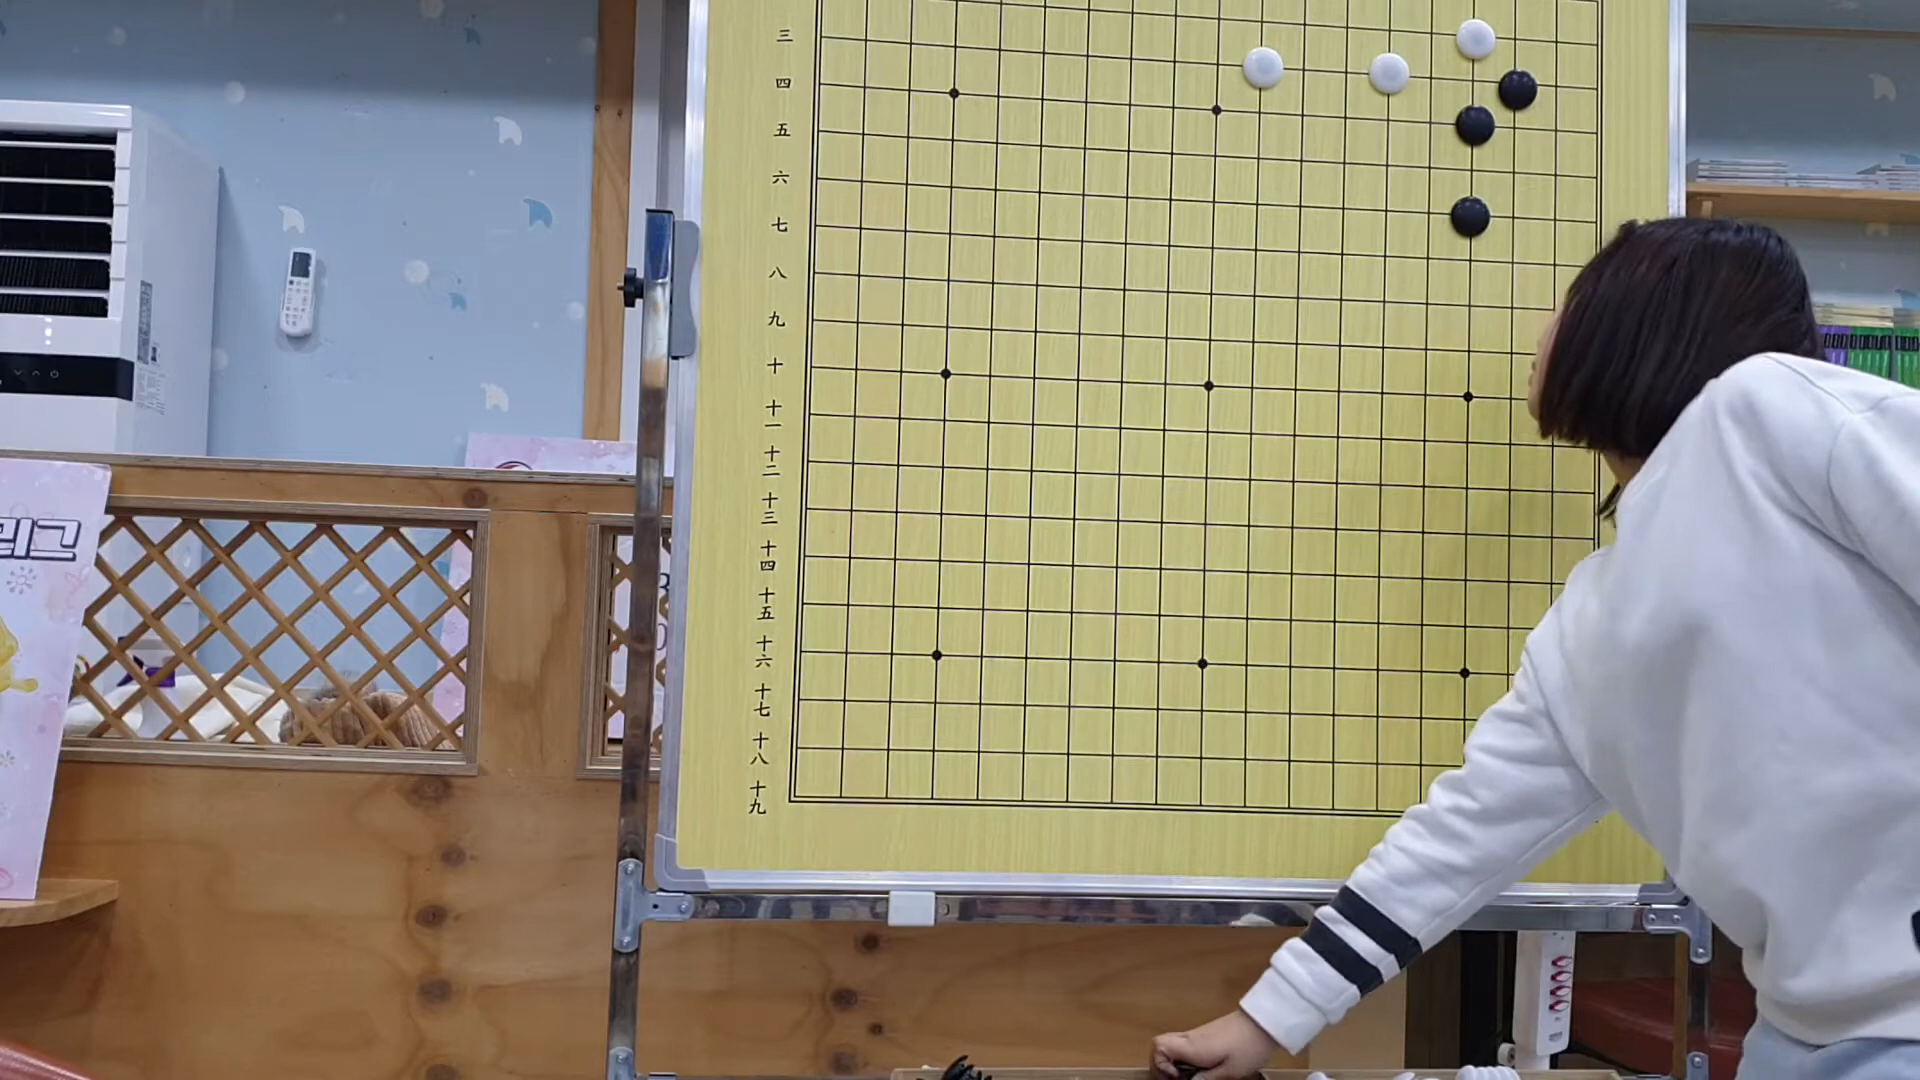 三
四
五
六
七
八
九
十
十一
十二
十三
十四
十五
十六
十七
十八
十九
리그